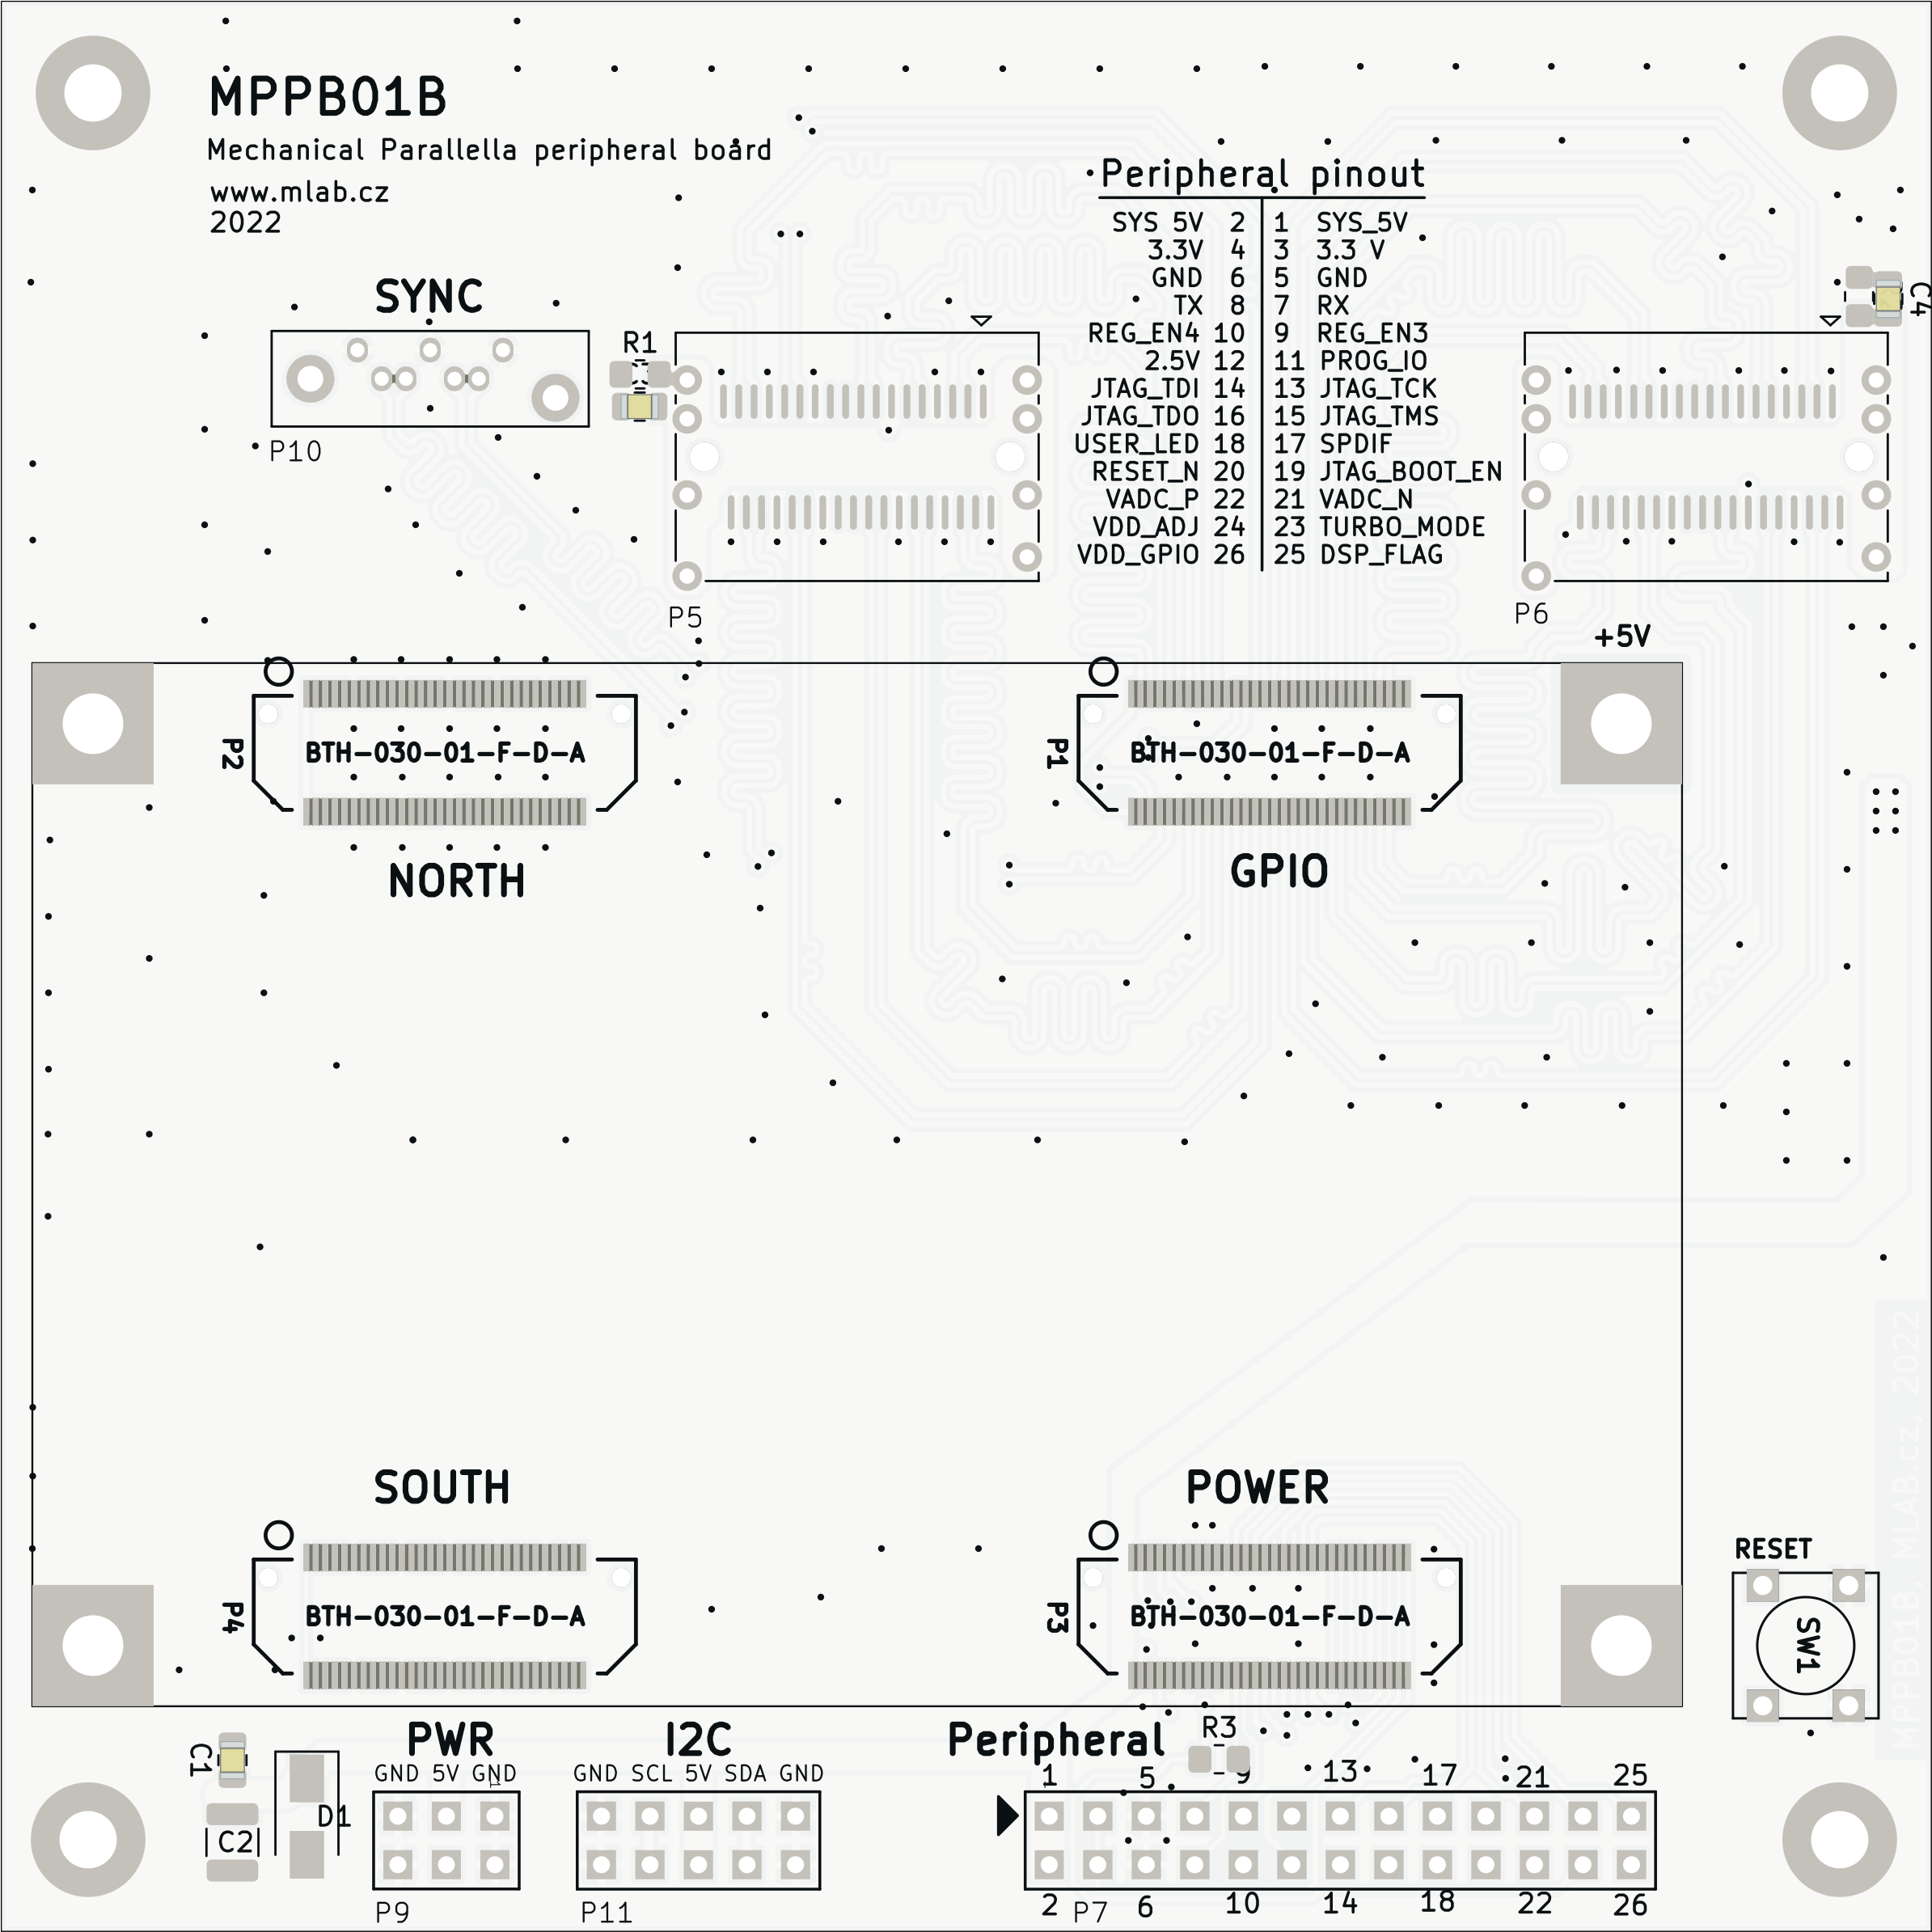 MPPB01B
Mechanical Parallella peripheral board
www.mlab.cz
2022
Peripheral pinout
SYS 5V 2 1 SYS_5V
3.3V 4 3 3.3 V
GND 6 5 GND
TX 8 7 RX
REG_EN4 10 9 REG_EN3
2.5V 12 11 PROG_IO
JTAG_TDI 14 13 JTAG_TCK
JTAG_TDO 16 15 JTAG_TMS
USER_LED 18 17 SPDIF
RESET_N 20 19 JTAG_BOOT_EN
VADC_P 22 21 VADC_N
VDD_ADJ 24 23 TURBO_MODE
VDD_GPIO 26 25 DSP_FLAG
SYNC
R1
C4
P10
P5
P6
+5V
P2
BTH-030-01-F-D-A
P1
BTH-030-01-F-D-A
NORTH
GPIO
SOUTH
POWER
P4
BTH-030-01-F-D-A
P3
BTH-030-01-F-D-A
RESET
SW1
MPPB01B, MLAB.cz, 2022
C1
C2
D1
PWR
GND 5V GND
P9
I2C
GND SCL 5V SDA GND
P11
Peripheral
R3
1 5 9 13 17 21 25
2 6 10 14 18 22 26
P7